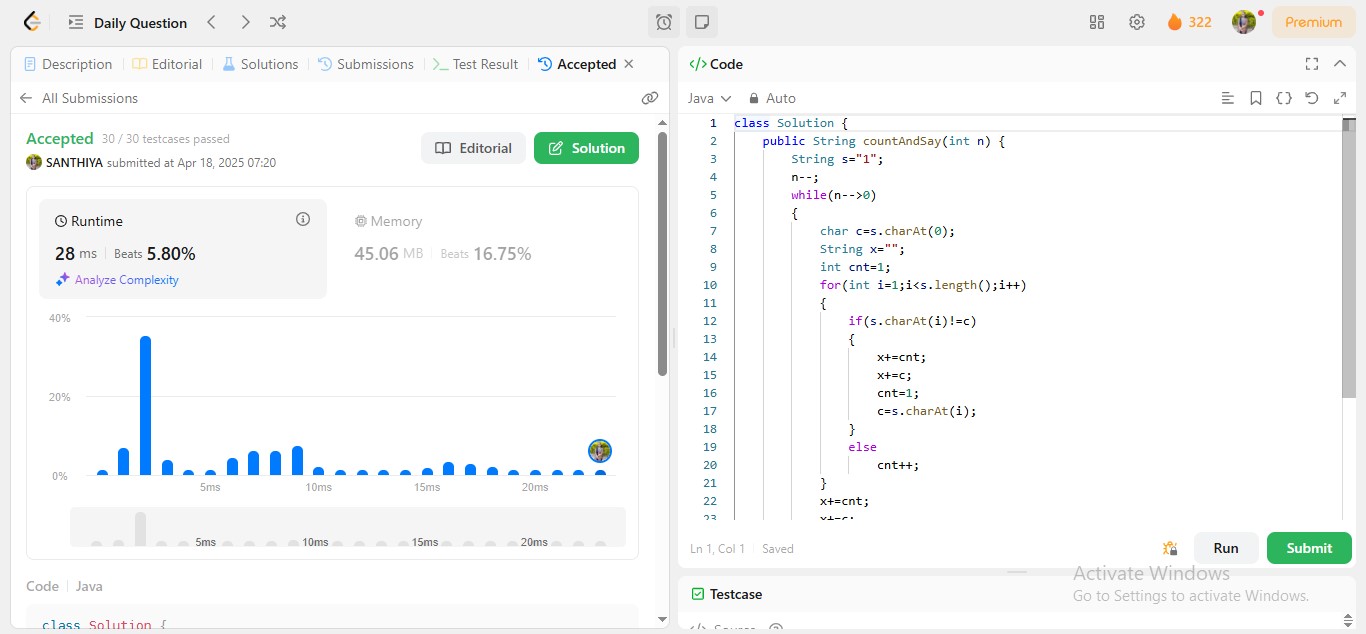 Daily Question
322
Premium
Description
Editorial
Solutions
Submissions
Test Result
Accepted
All Submissions
Accepted 30 / 30 testcases passed
SANTHIYA submitted at Apr 18, 2025 07:20
Editorial
Solution
Runtime
28 ms Beats 5.80%
Analyze Complexity
Memory
45.06 MB Beats 16.75%
40%
20%
0%
5ms 10ms 15ms 20ms
5ms 10ms 15ms 20ms
Code Java
class Solution {
</> Code
Java Auto
1 class Solution {
2 public String countAndSay(int n) {
3 String s="1";
4 n--;
5 while(n-->0)
6 {
7 char c=s.charAt(0);
8 String x="";
9 int cnt=1;
10 for(int i=1;i<s.length();i++)
11 {
12 if(s.charAt(i)!=c)
13 {
14 x+=cnt;
15 x+=c;
16 cnt=1;
17 c=s.charAt(i);
18 }
19 else
20 cnt++;
21 }
22 x+=cnt;
23 x+=c;
Ln 1, Col 1 Saved
Run
Submit
Activate Windows
Go to Settings to activate Windows.
Testcase
</> Source